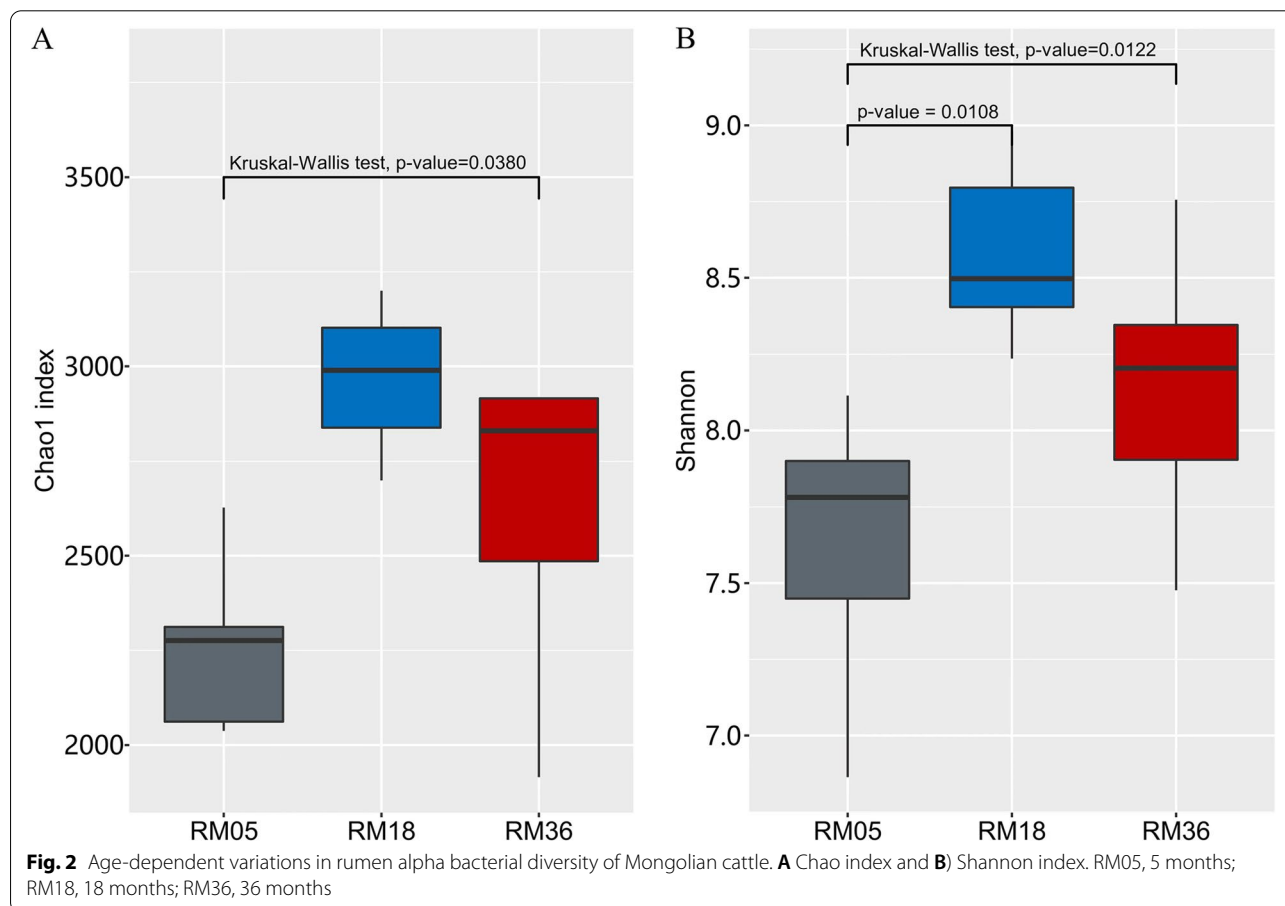 A
Kruskal-Wallis test, p-value=0.0380
3500
3000
2500
2000
Chao1 index
RM05 RM18 RM36
B
Kruskal-Wallis test, p-value=0.0122
p-value = 0.0108
9.0
8.5
8.0
7.5
7.0
Shannon
RM05 RM18 RM36
Fig. 2 Age-dependent variations in rumen alpha bacterial diversity of Mongolian cattle. A Chao index and B) Shannon index. RM05, 5 months;
RM18, 18 months; RM36, 36 months